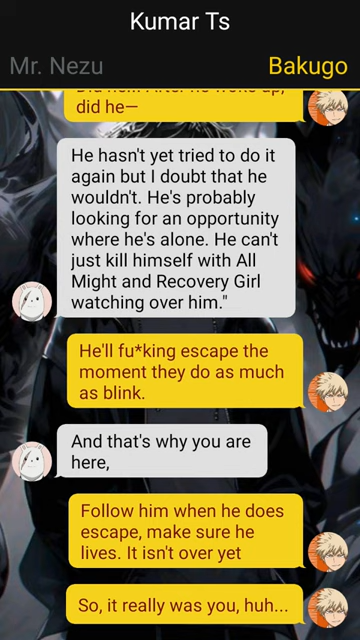 Kumar Ts
Mr. Nezu
Bakugo
did he—
He hasn't yet tried to do it
again but I doubt that he
wouldn't. He's probably
looking for an opportunity
where he's alone. He can't
just kill himself with All
Might and Recovery Girl
watching over him."
He'll fu*king escape the
moment they do as much
as blink.
And that's why you are
here,
Follow him when he does
escape, make sure he
lives. It isn't over yet
So, it really was you, huh...